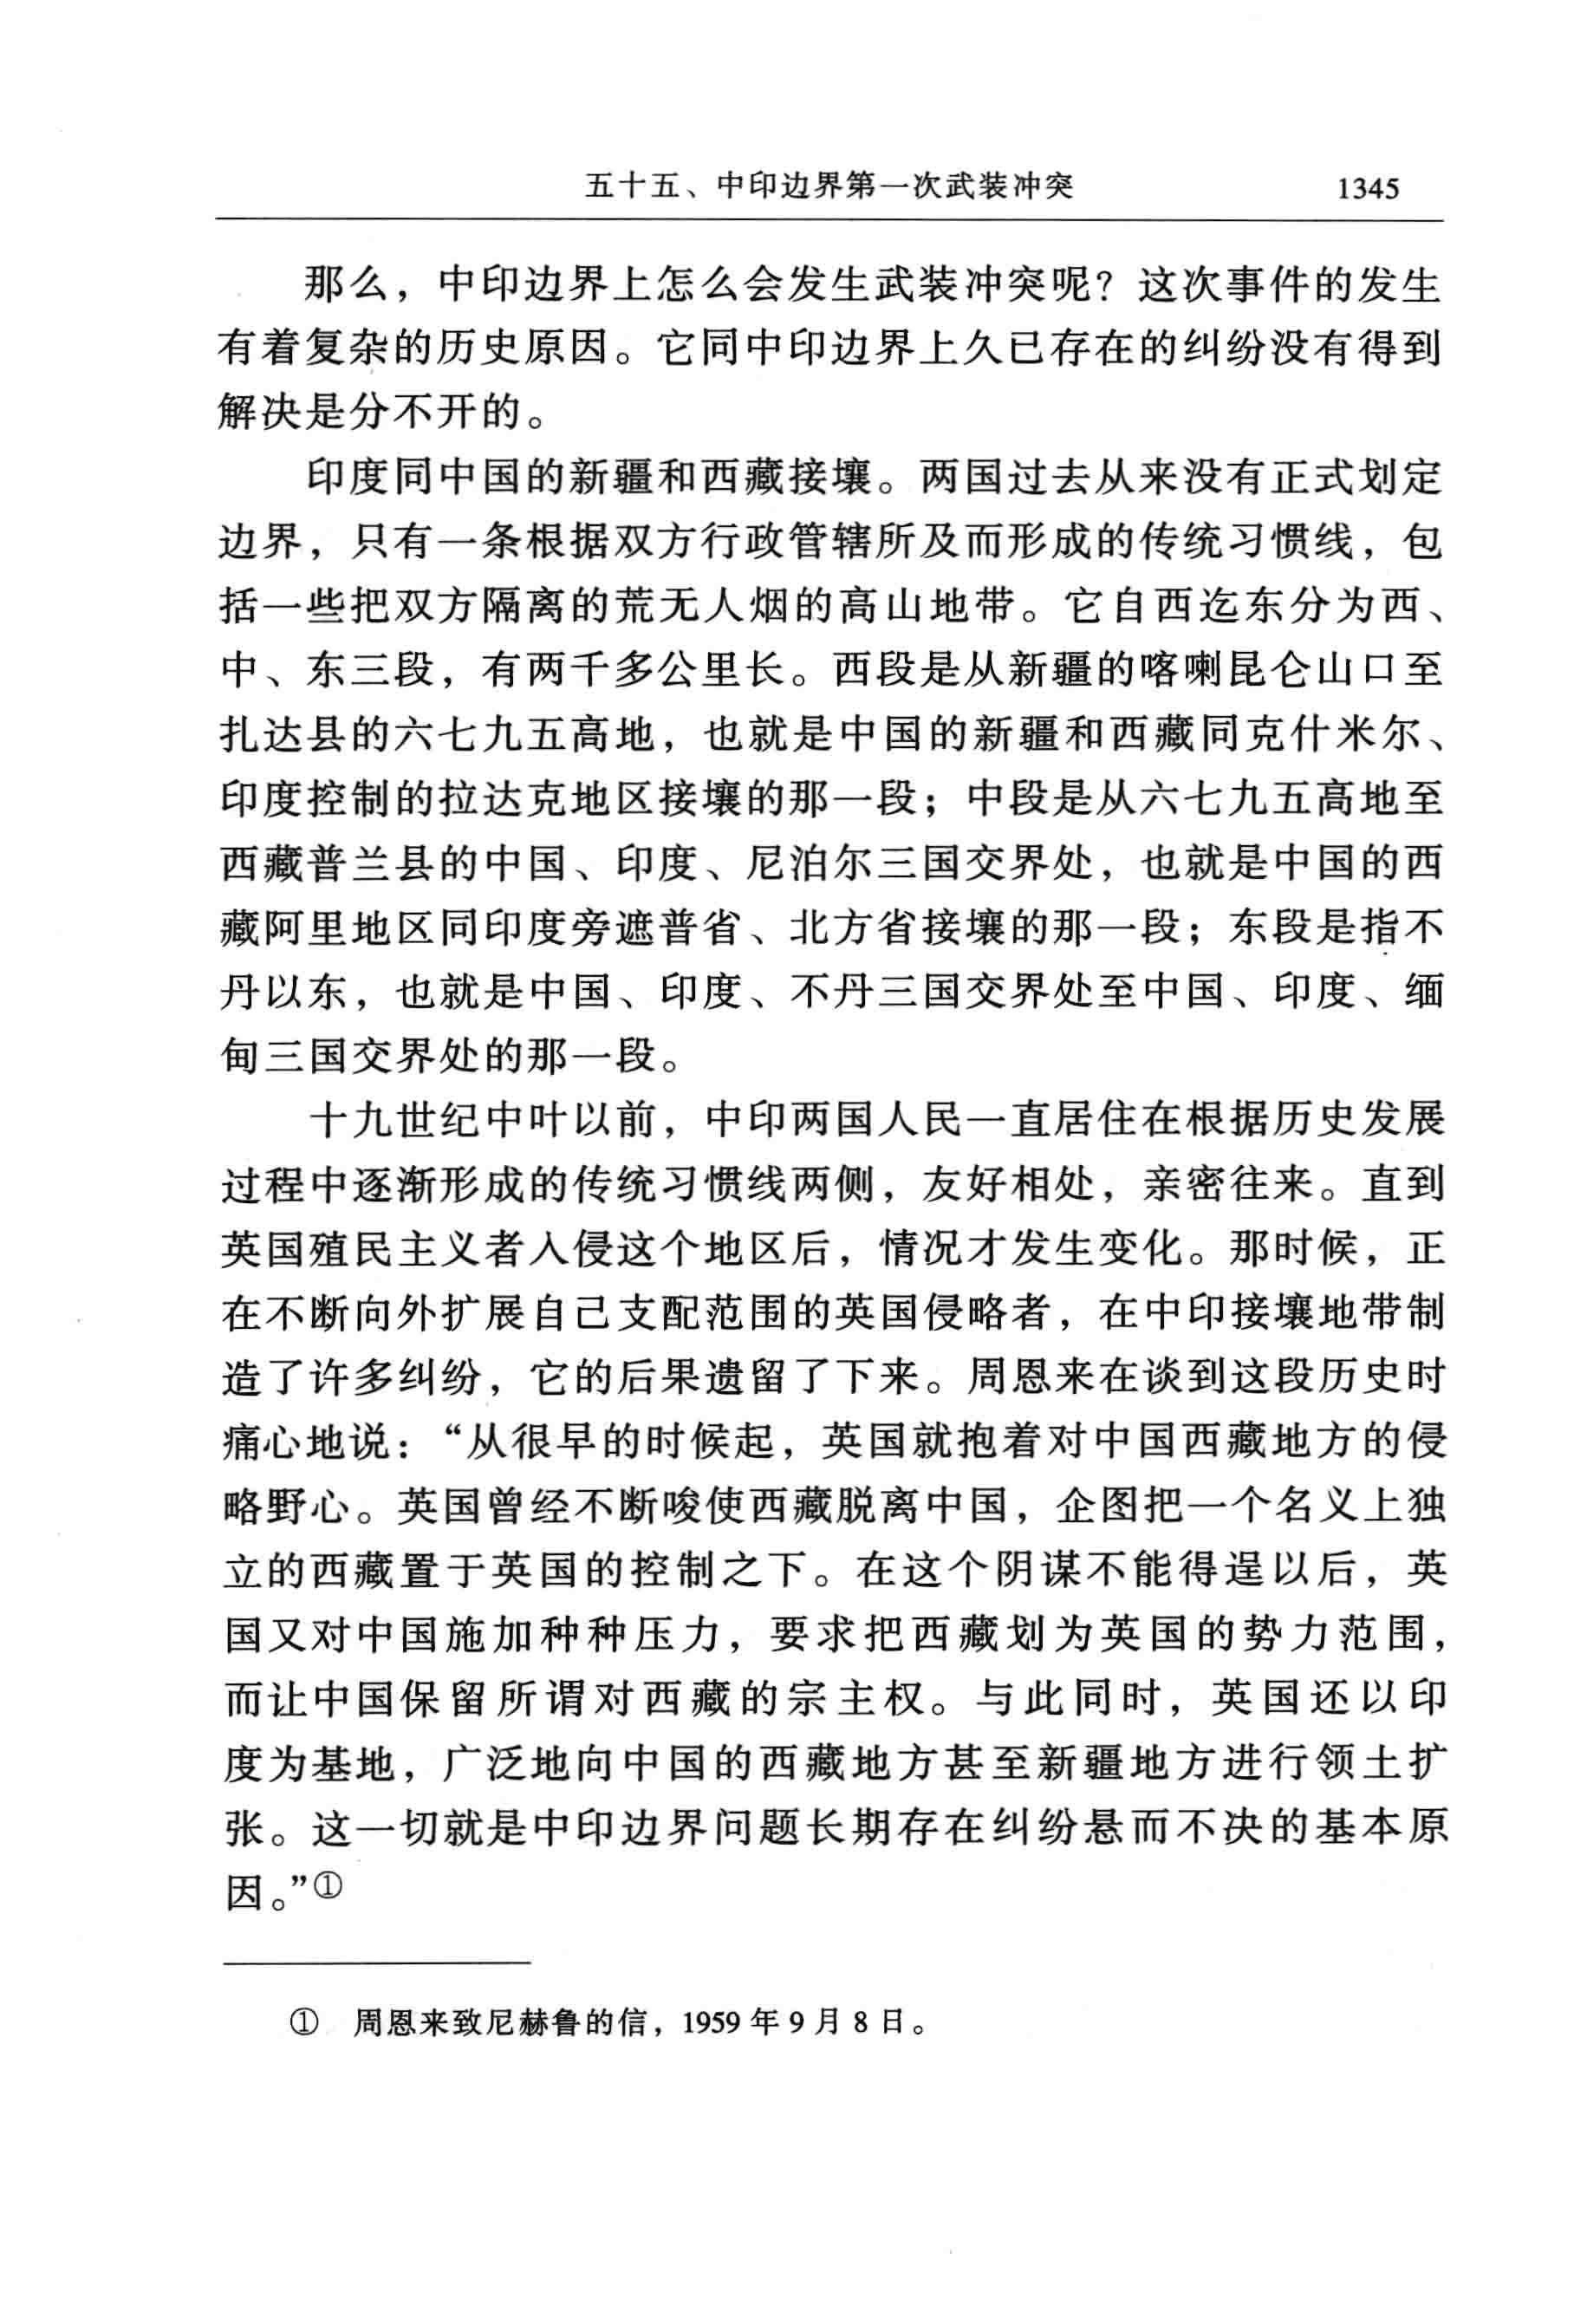 五十五、中印边界第一次武装冲突 1345
那么，中印边界上怎么会发生武装冲突呢？这次事件的发生
有着复杂的历史原因。它同中印边界上久已存在的纠纷没有得到
解决是分不开的。
印度同中国的新疆和西藏接壤。两国过去从来没有正式划定
边界，只有一条根据双方行政管辖所及而形成的传统习惯线，包
括一些把双方隔离的荒无人烟的高山地带。它自西迄东分为西、
中、东三段，有两千多公里长。西段是从新疆的喀喇昆仑山口至
扎达县的六七九五高地，也就是中国的新疆和西藏同克什米尔、
印度控制的拉达克地区接壤的那一段；中段是从六七九五高地至
西藏普兰县的中国、印度、尼泊尔三国交界处，也就是中国的西
藏阿里地区同印度旁遮普省、北方省接壤的那一段；东段是指不
丹以东，也就是中国、印度、不丹三国交界处至中国、印度、缅
甸三国交界处的那一段。
十九世纪中叶以前，中印两国人民一直居住在根据历史发展
过程中逐渐形成的传统习惯线两侧，友好相处，亲密往来。直到
英国殖民主义者入侵这个地区后，情况才发生变化。那时候，正
在不断向外扩展自己支配范围的英国侵略者，在中印接壤地带制
造了许多纠纷，它的后果遗留了下来。周恩来在谈到这段历史时
痛心地说：“从很早的时候起，英国就抱着对中国西藏地方的侵
略野心。英国曾经不断唆使西藏脱离中国，企图把一个名义上独
立的西藏置于英国的控制之下。在这个阴谋不能得逞以后，英
国又对中国施加种种压力，要求把西藏划为英国的势力范围，
而让中国保留所谓对西藏的宗主权。与此同时，英国还以印
度为基地，广泛地向中国的西藏地方甚至新疆地方进行领土扩
张。这一切就是中印边界问题长期存在纠纷悬而不决的基本原
因。”①
① 周恩来致尼赫鲁的信，1959 年 9 月 8 日。